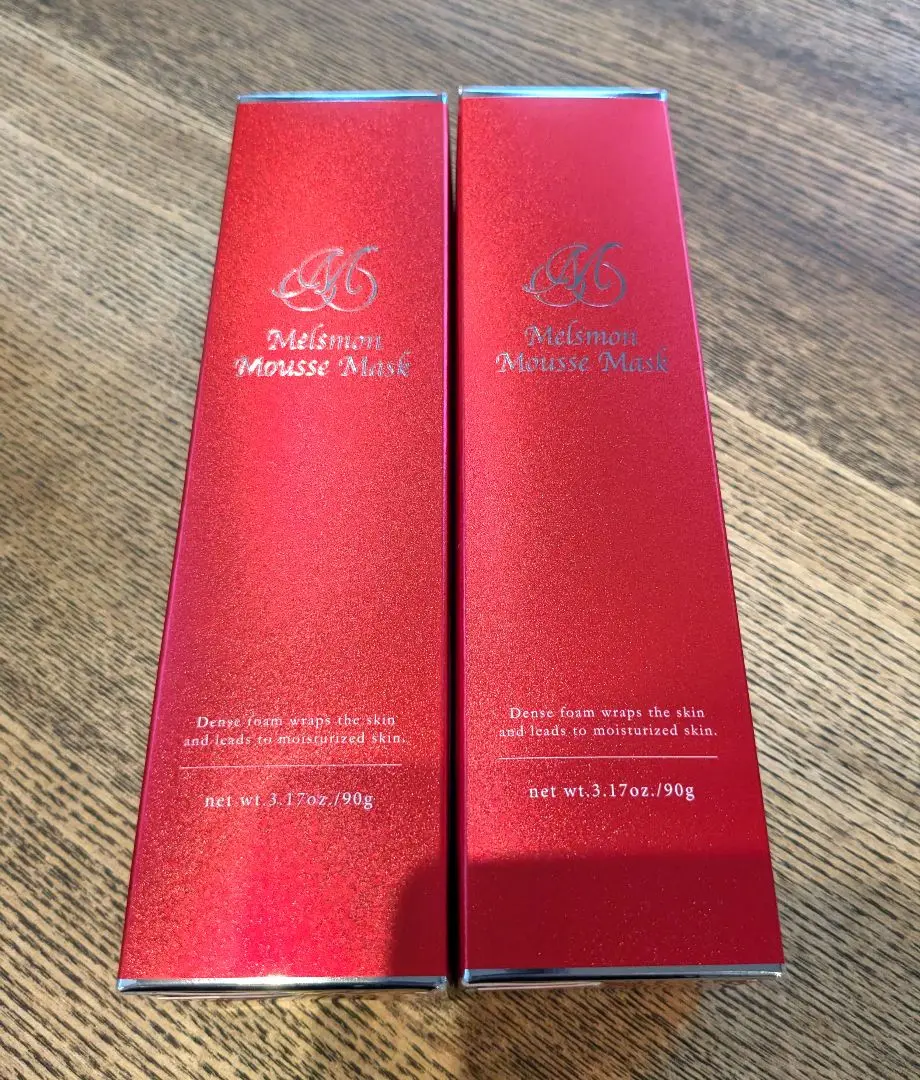 M
Melsmon
Mousse Mask
Dense foam wraps the skin
and leads to moisturized skin.
net wt.3.17oz./90g
M
Melsmon
Mousse Mask
Dense foam wraps the skin
and leads to moisturized skin.
net wt.3.17oz./90g